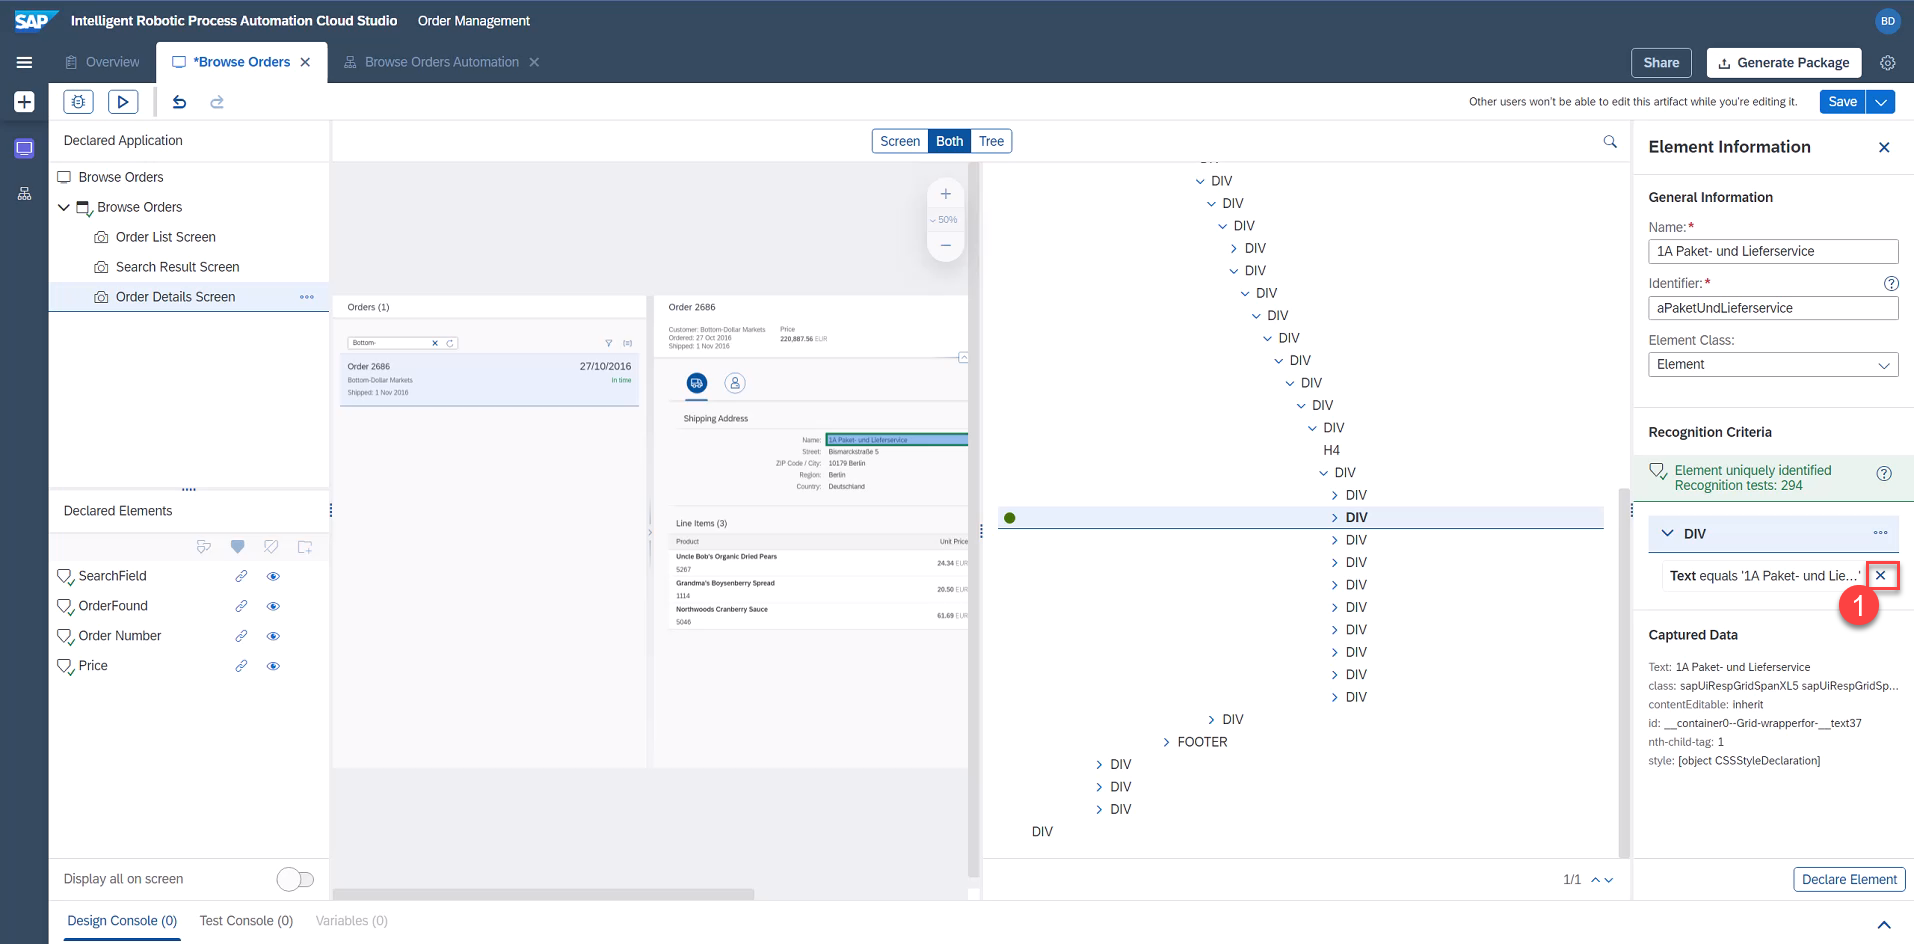 SAP Intelligent Robotic Process Automation Cloud Studio Order Management BD
Overview *Browse Orders Browse Orders Automation Share Generate Package
Other users won't be able to edit this artifact while you're editing it. Save
Declared Application
Browse Orders
Browse Orders
Order List Screen
Search Result Screen
Order Details Screen
Declared Elements
SearchField
OrderFound
Order Number
Price
Display all on screen
Screen Both Tree
50%
Orders (1)
Bottom-
Order 2686 27/10/2016
Bottom-Dollar Markets in time
Shipped: 1 Nov 2016
Order 2686
Customer: Bottom-Dollar Markets Price
Ordered: 27 Oct 2016 220,887.56 EUR
Shipped: 1 Nov 2016
Shipping Address
Name: 1A Paket- und Lieferservice
Street: Bismarckstraße 5
ZIP Code / City: 10179 Berlin
Region: Berlin
Country: Deutschland
Line Items (3)
Product Unit Price
Uncle Bob's Organic Dried Pears 24.34 EUR
5267
Grandma's Boysenberry Spread 20.50 EUR
1114
Northwoods Cranberry Sauce 61.69 EUR
5046
DIV
DIV
DIV
DIV
DIV
DIV
DIV
DIV
DIV
DIV
DIV
DIV
DIV
H4
DIV
DIV
DIV
DIV
DIV
DIV
DIV
DIV
DIV
DIV
DIV
DIV
FOOTER
DIV
DIV
DIV
DIV
1/1
Element Information
General Information
Name:*
1A Paket- und Lieferservice
Identifier:*
aPaketUndLieferservice
Element Class:
Element
Recognition Criteria
Element uniquely identified
Recognition tests: 294
DIV
Text equals '1A Paket- und Lie...'
1
Captured Data
Text: 1A Paket- und Lieferservice
class: sapUiRespGridSpanXL5 sapUiRespGridSp...
contentEditable: inherit
id: __container0--Grid-wrapperfor-__text37
nth-child-tag: 1
style: [object CSSStyleDeclaration]
Declare Element
Design Console (0) Test Console (0) Variables (0)